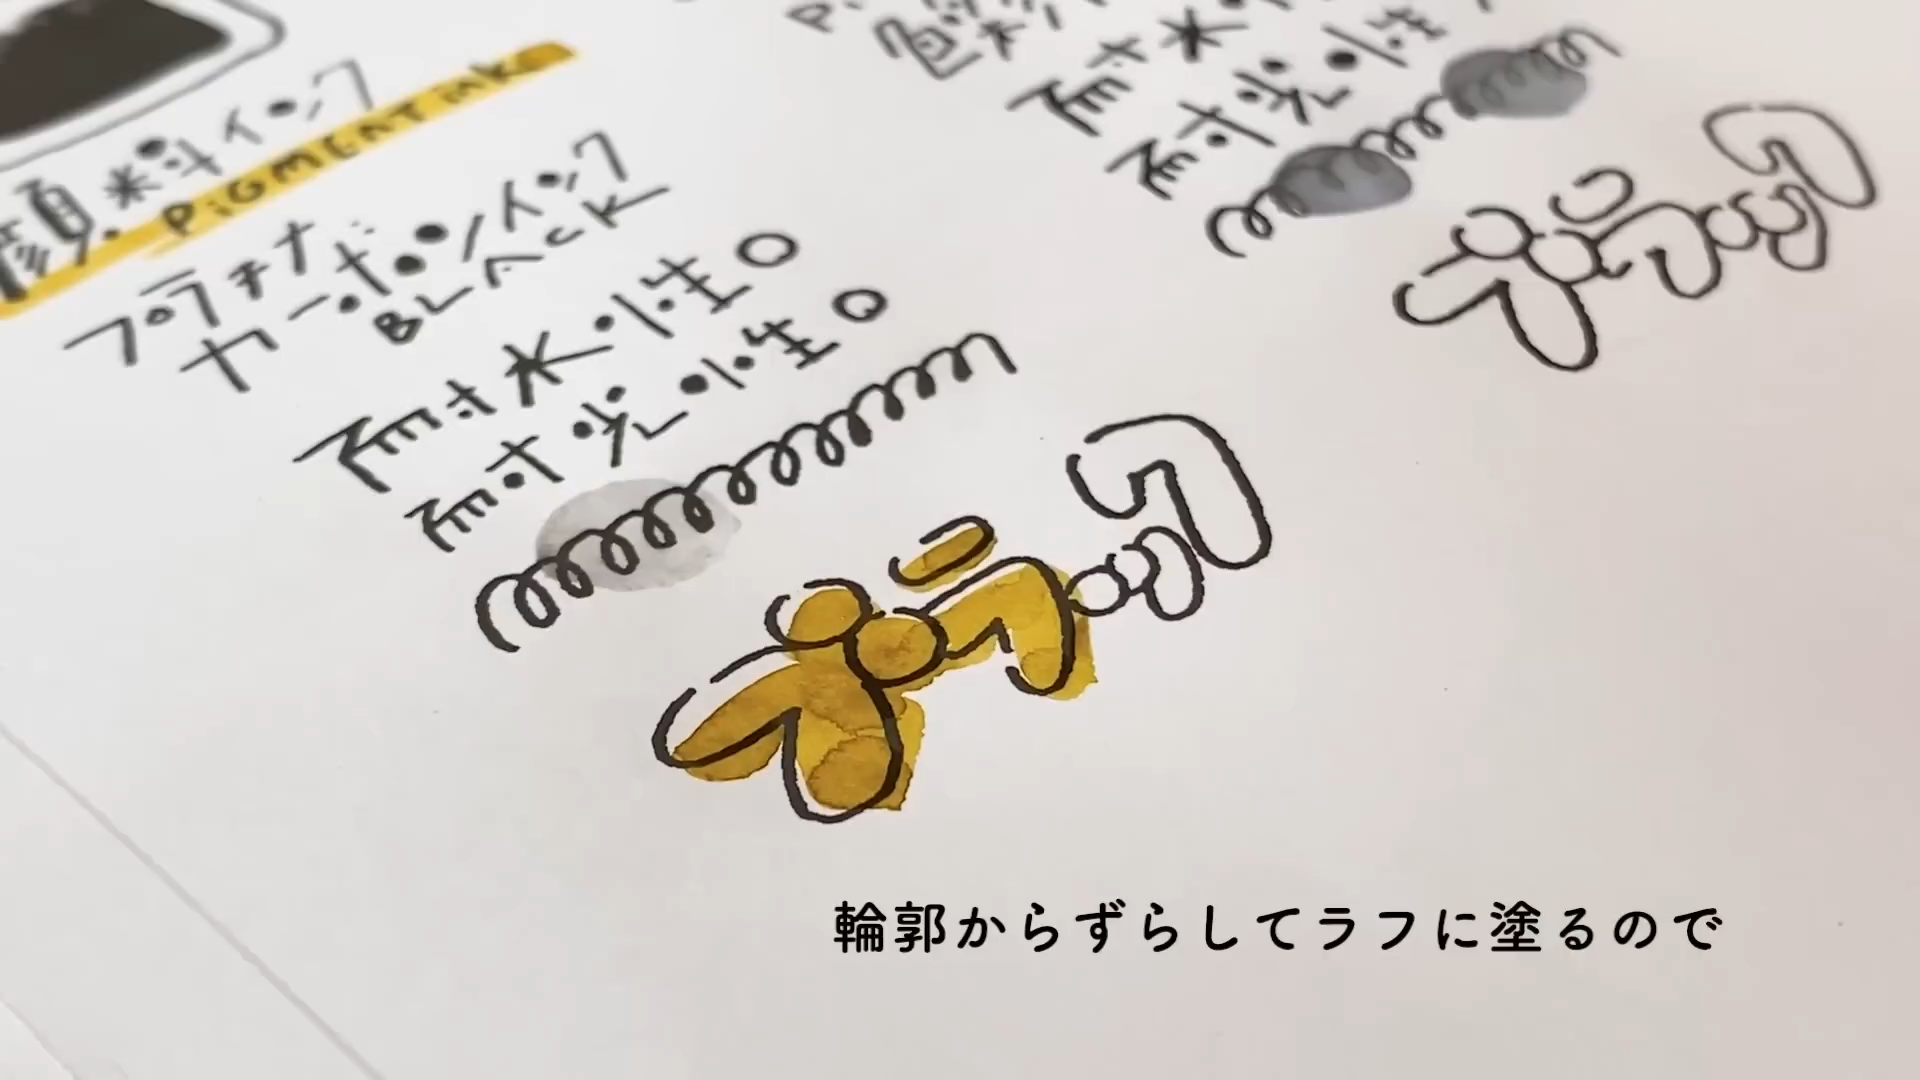 顔料インク
PiGMENT ink
プラチナ
カーボンインク
BLACK
耐水性○
耐光性○
耐水性
耐光性
輪郭からずらしてラフに塗るので